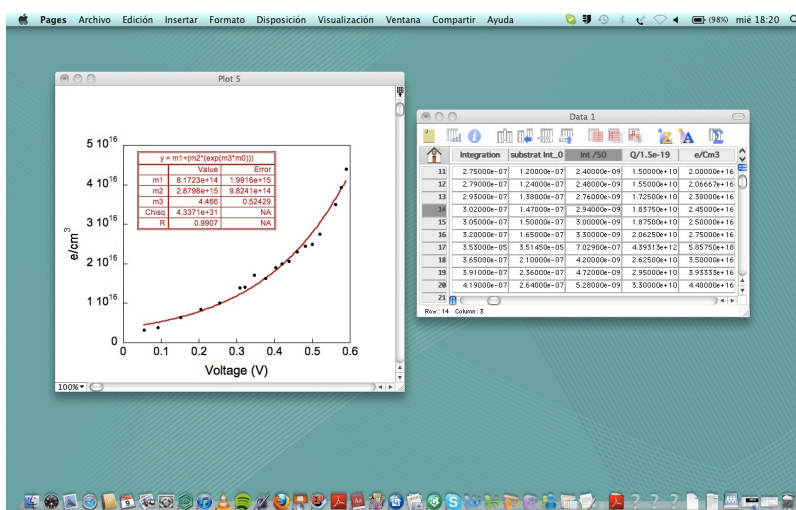 Pages Archivo Edición Insertar Formato Disposición Visualización Ventana Compartir Ayuda (98%) mié 18:20
Plot 5
y = m1+(m2*(exp(m3*m0)))
Value Error
m1 8.1723e+14 1.9916e+15
m2 2.8798e+15 9.8241e+14
m3 4.466 0.52429
Chisq 4.3371e+31 NA
R 0.9907 NA
5 10^16
4 10^16
3 10^16
2 10^16
1 10^16
0
e/cm^3
0 0.1 0.2 0.3 0.4 0.5 0.6
Voltage (V)
100%
Data 1
Integration substrat Int_0 Int /50 Q/1.Se-19 e/Cm3
11 2.75000e-07 1.20000e-07 2.40000e-09 1.50000e+10 2.00000e+16
12 2.79000e-07 1.24000e-07 2.48000e-09 1.55000e+10 2.06667e+16
13 2.93000e-07 1.38000e-07 2.76000e-09 1.72500e+10 2.30000e+16
14 3.02000e-07 1.47000e-07 2.94000e-09 1.83750e+10 2.45000e+16
15 3.05000e-07 1.50000e-07 3.00000e-09 1.87500e+10 2.50000e+16
16 3.20000e-07 1.65000e-07 3.30000e-09 2.06250e+10 2.75000e+16
17 3.53000e-05 3.51450e-05 7.02900e-07 4.39313e+12 5.85750e+18
18 3.65000e-07 2.10000e-07 4.20000e-09 2.62500e+10 3.50000e+16
19 3.91000e-07 2.36000e-07 4.72000e-09 2.95000e+10 3.93333e+16
20 4.19000e-07 2.64000e-07 5.28000e-09 3.30000e+10 4.40000e+16
21
Row: 14 Column: 3